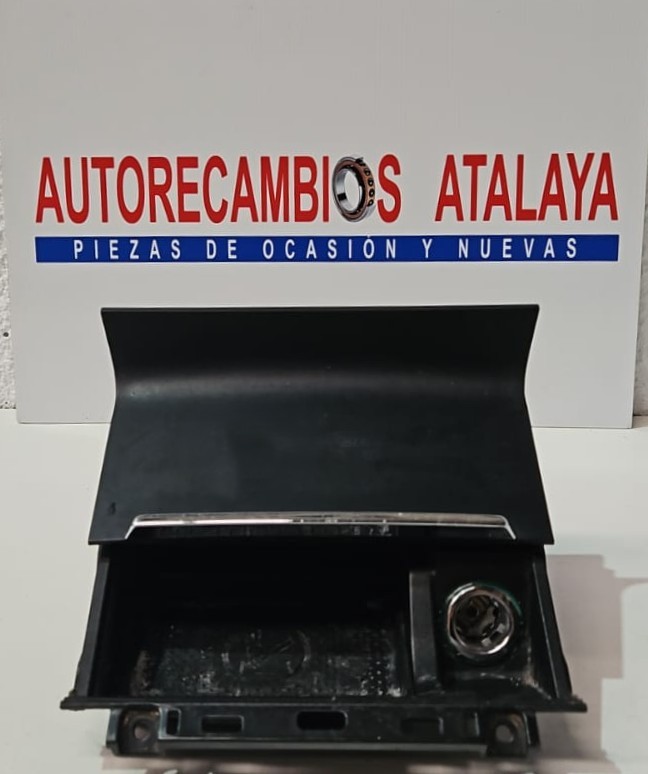 AUTORECAMBIOS ATALAYA
PIEZAS DE OCASIÓN Y NUEVAS